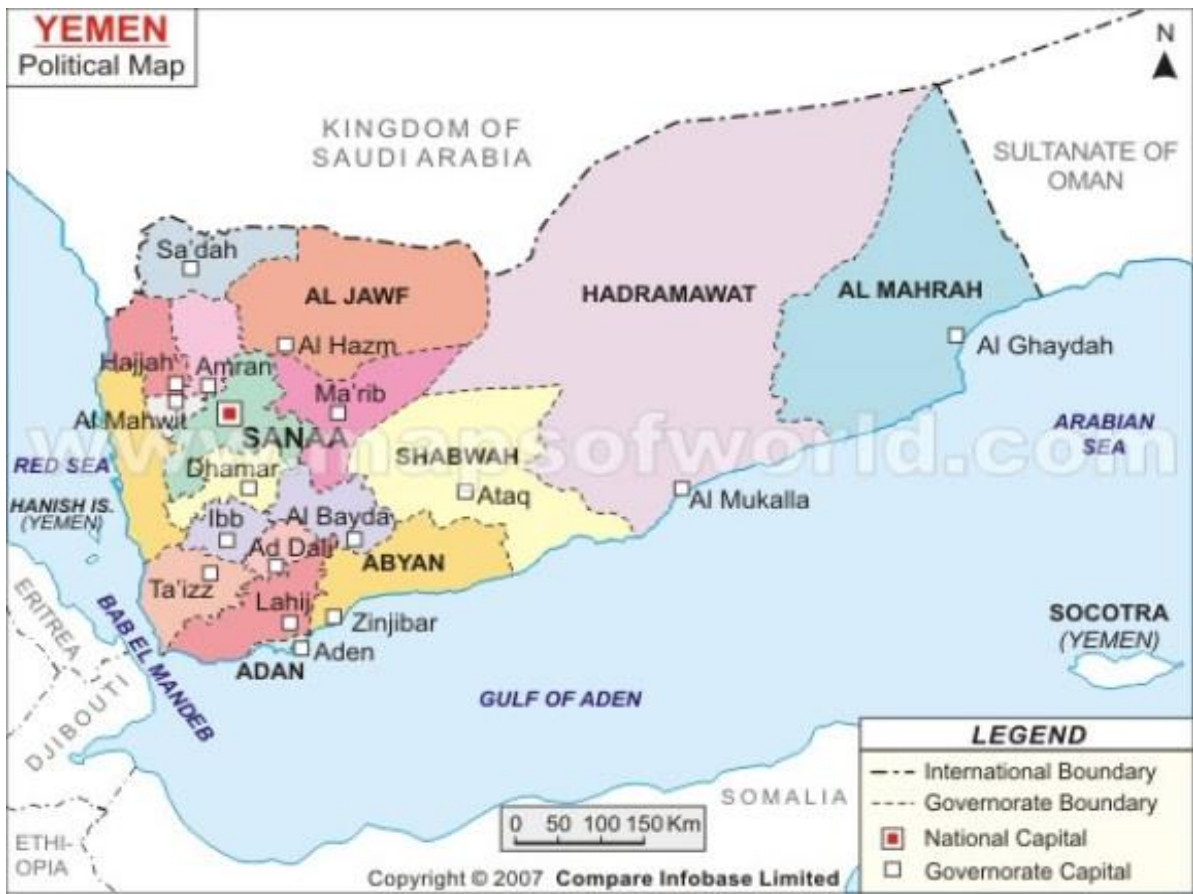 YEMEN
Political Map
N
KINGDOM OF
SAUDI ARABIA
SULTANATE OF
OMAN
Sa'dah
AL JAWF
HADRAMAWAT
AL MAHRAH
Al Hazm
Al Ghaydah
Hajjah
Amran
Ma'rib
Al Mahwit
SANAA
www.mapsofworld.com
ARABIAN
SEA
RED SEA
SHABWAH
Dhamar
Ataq
Al Mukalla
HANISH IS.
(YEMEN)
Ibb
Al Bayda
Ad Dali
ABYAN
Ta'izz
Lahij
Zinjibar
Aden
ADAN
ERITREA
BAB EL MANDEB
DJIBOUTI
SOCOTRA
(YEMEN)
GULF OF ADEN
SOMALIA
ETHI-
OPIA
LEGEND
International Boundary
Governorate Boundary
National Capital
Governorate Capital
0 50 100 150 Km
Copyright © 2007 Compare Infobase Limited